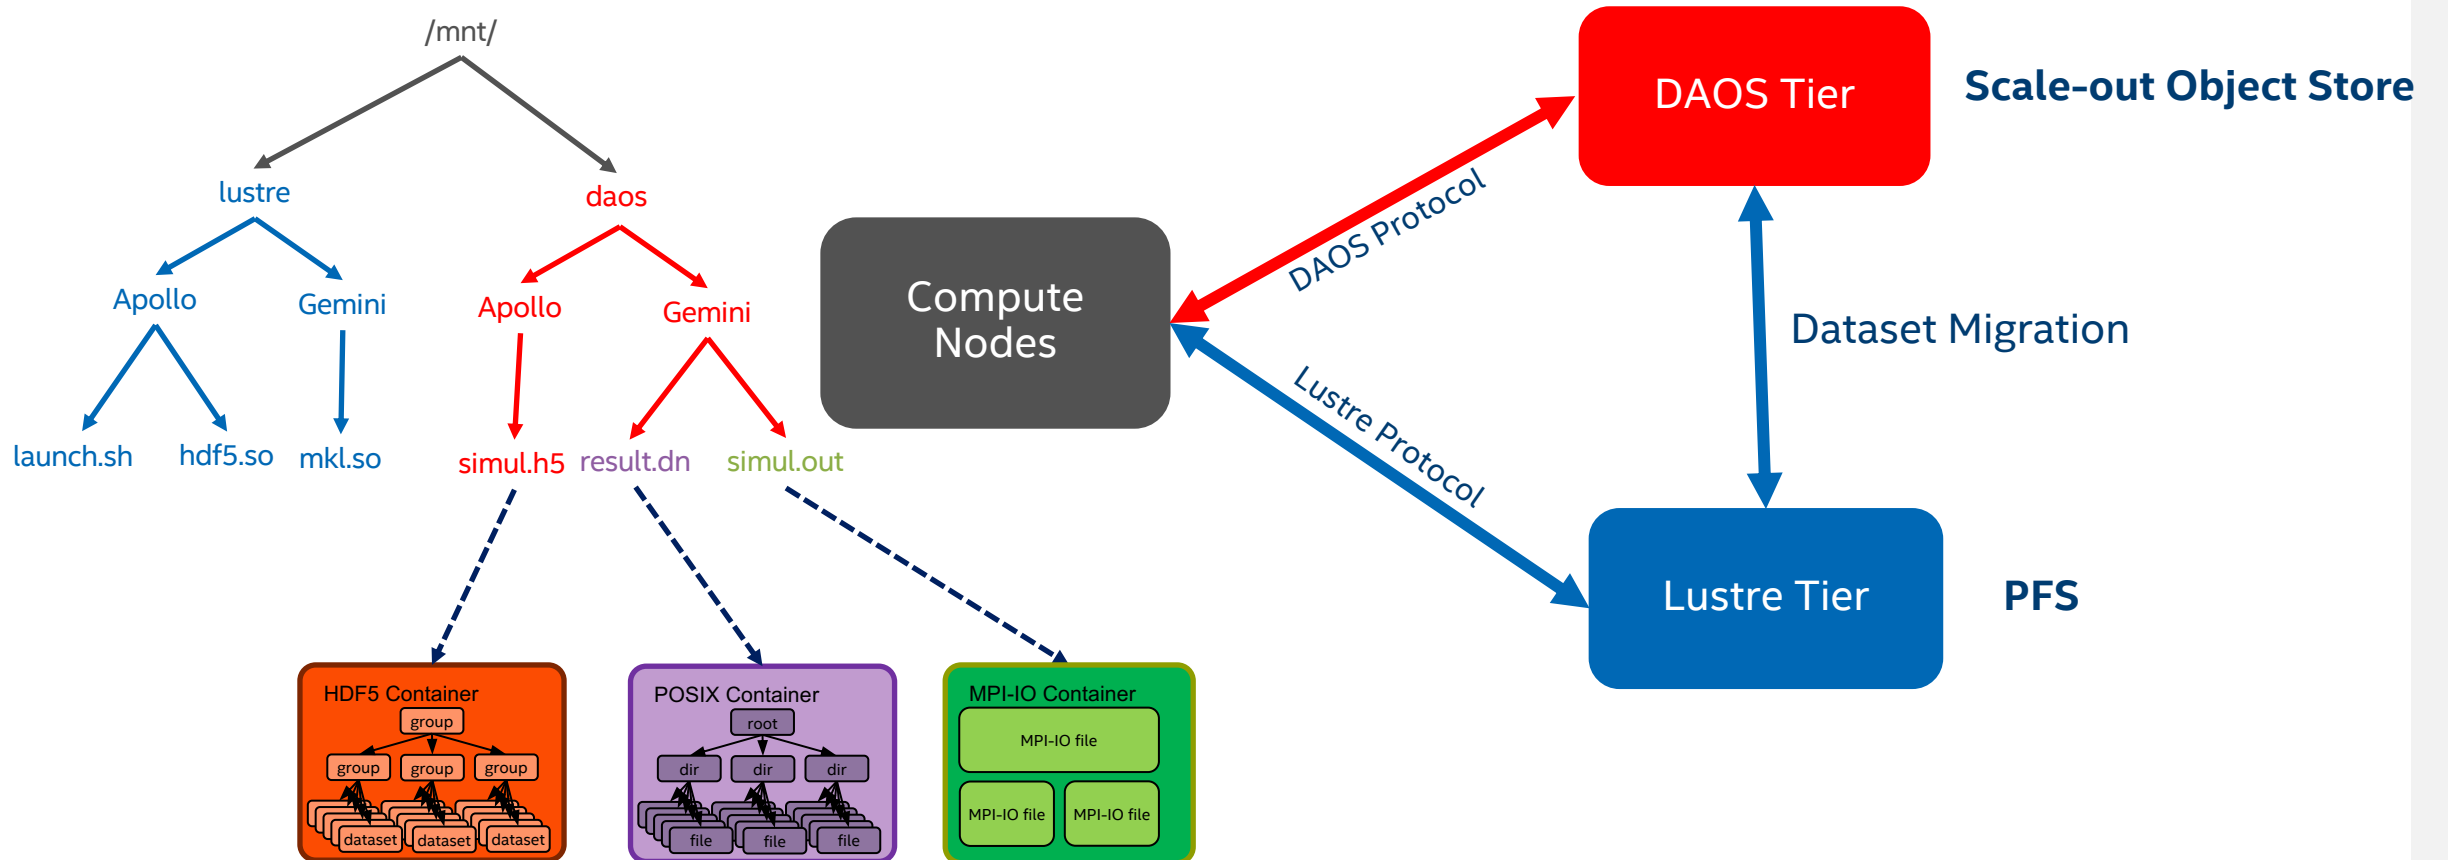 /mnt/
lustre
daos
Apollo
Gemini
Apollo
Gemini
launch.sh
hdf5.so
mkl.so
simul.h5
result.dn
simul.out
HDF5 Container
group
group
group
group
dataset
dataset
dataset
POSIX Container
root
dir
dir
dir
file
file
file
MPI-IO Container
MPI-IO file
MPI-IO file
MPI-IO file
Compute
Nodes
DAOS Protocol
Lustre Protocol
DAOS Tier
Scale-out Object Store
Dataset Migration
Lustre Tier
PFS